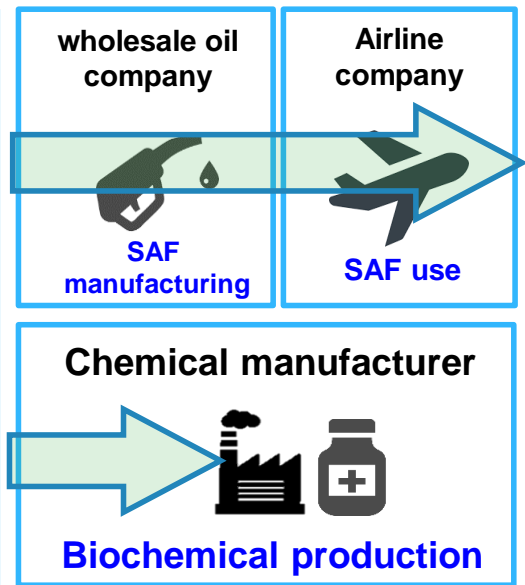 wholesale oil
company
SAF
manufacturing
Airline
company
SAF use
Chemical manufacturer
Biochemical production